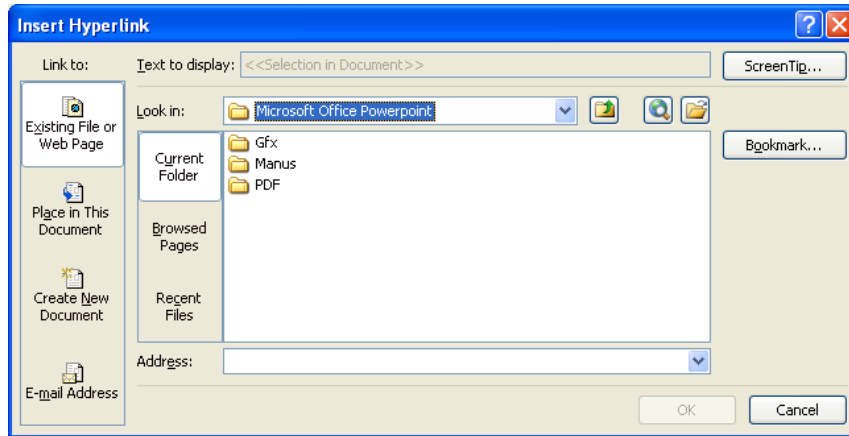 Insert Hyperlink
Link to:
Text to display: <<Selection in Document>>
ScreenTip...
Existing File or
Web Page
Look in: Microsoft Office Powerpoint
Bookmark...
Current
Folder
Gfx
Manus
PDF
Place in This
Document
Browsed
Pages
Create New
Document
Recent
Files
Address:
E-mail Address
OK
Cancel